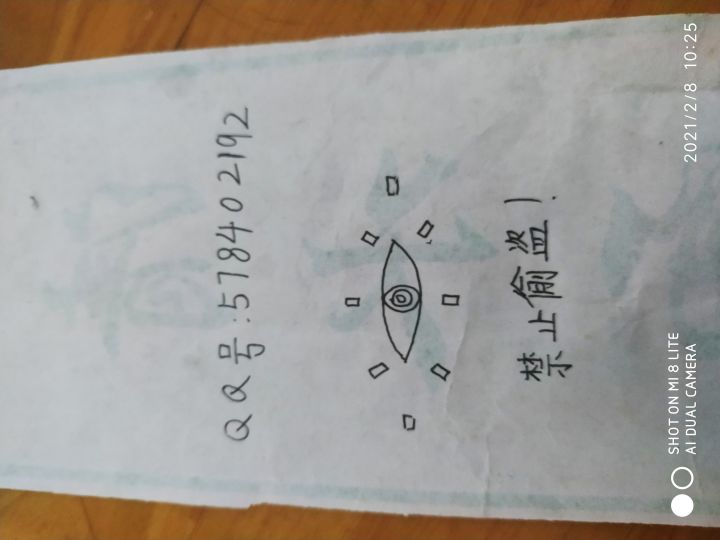 QQ号:578402192
禁止偷盗!
SHOT ON MI 8 LITE
AI DUAL CAMERA
2021/2/8 10:25